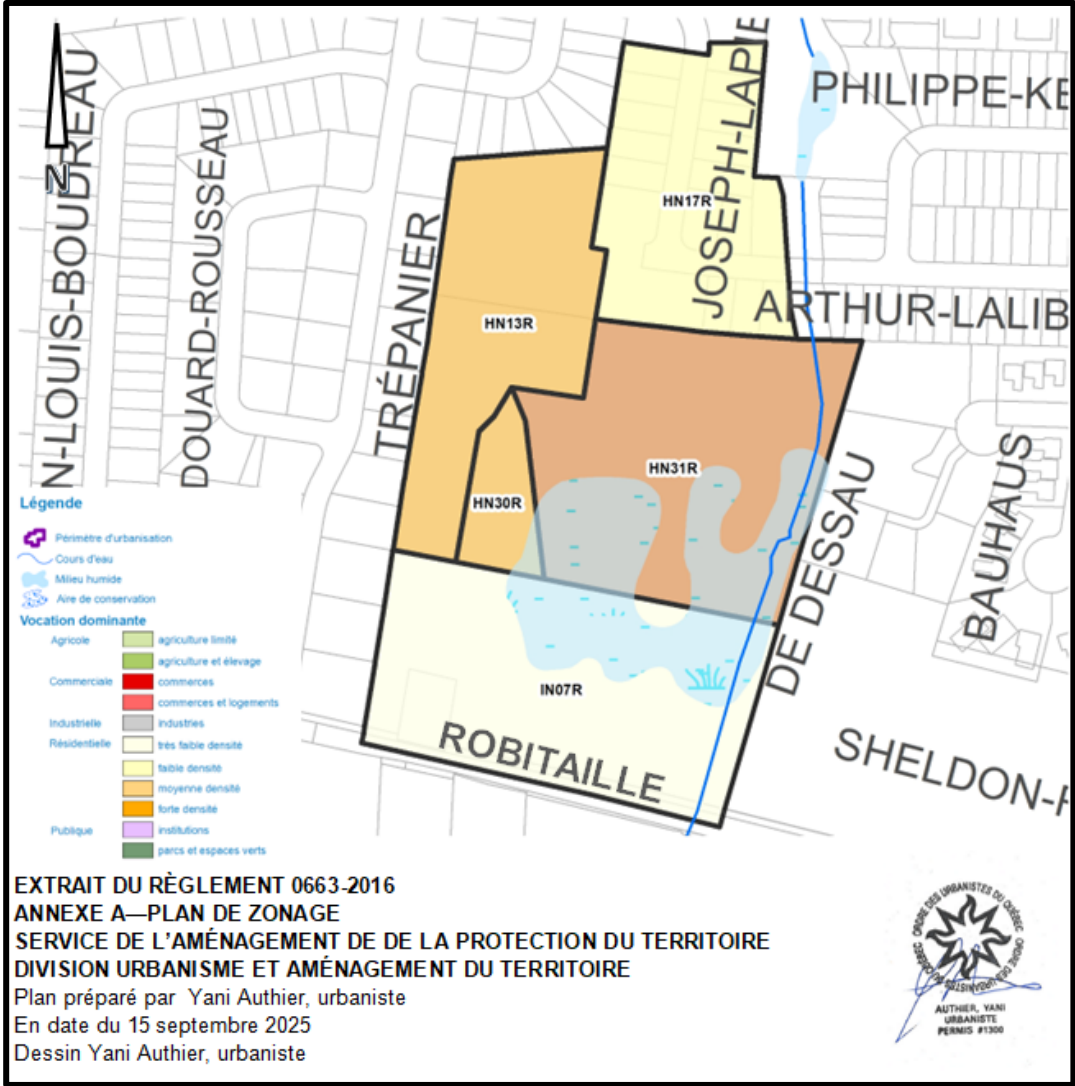 N
N-LOUIS-BOUDREAU
DOUARD-ROUSSEAU
TRÉPANIER
JOSEPH-LAPIE
PHILIPPE-KE
ARTHUR-LALIB
HN17R
HN13R
HN31R
HN30R
IN07R
BAUHAUS
DE DESSAU
ROBITAILLE
SHELDON-
Légende
Périmètre d'urbanisation
Cours d'eau
Milieu humide
Aire de conservation
Vocation dominante
Agricole
agriculture limité
agriculture et élevage
Commerciale
commerces
commerces et logements
Industrielle
industries
Résidentielle
très faible densité
faible densité
moyenne densité
forte densité
Publique
institutions
parcs et espaces verts
EXTRAIT DU RÈGLEMENT 0663-2016
ANNEXE A—PLAN DE ZONAGE
SERVICE DE L'AMÉNAGEMENT DE DE LA PROTECTION DU TERRITOIRE
DIVISION URBANISME ET AMÉNAGEMENT DU TERRITOIRE
Plan préparé par Yani Authier, urbaniste
En date du 15 septembre 2025
Dessin Yani Authier, urbaniste
ORDRE DES URBANISTES DU QUÉBEC
ORDRE DES URBANISTES DU QUÉBEC
AUTHIER, YANI
URBANISTE
PERMIS #1300